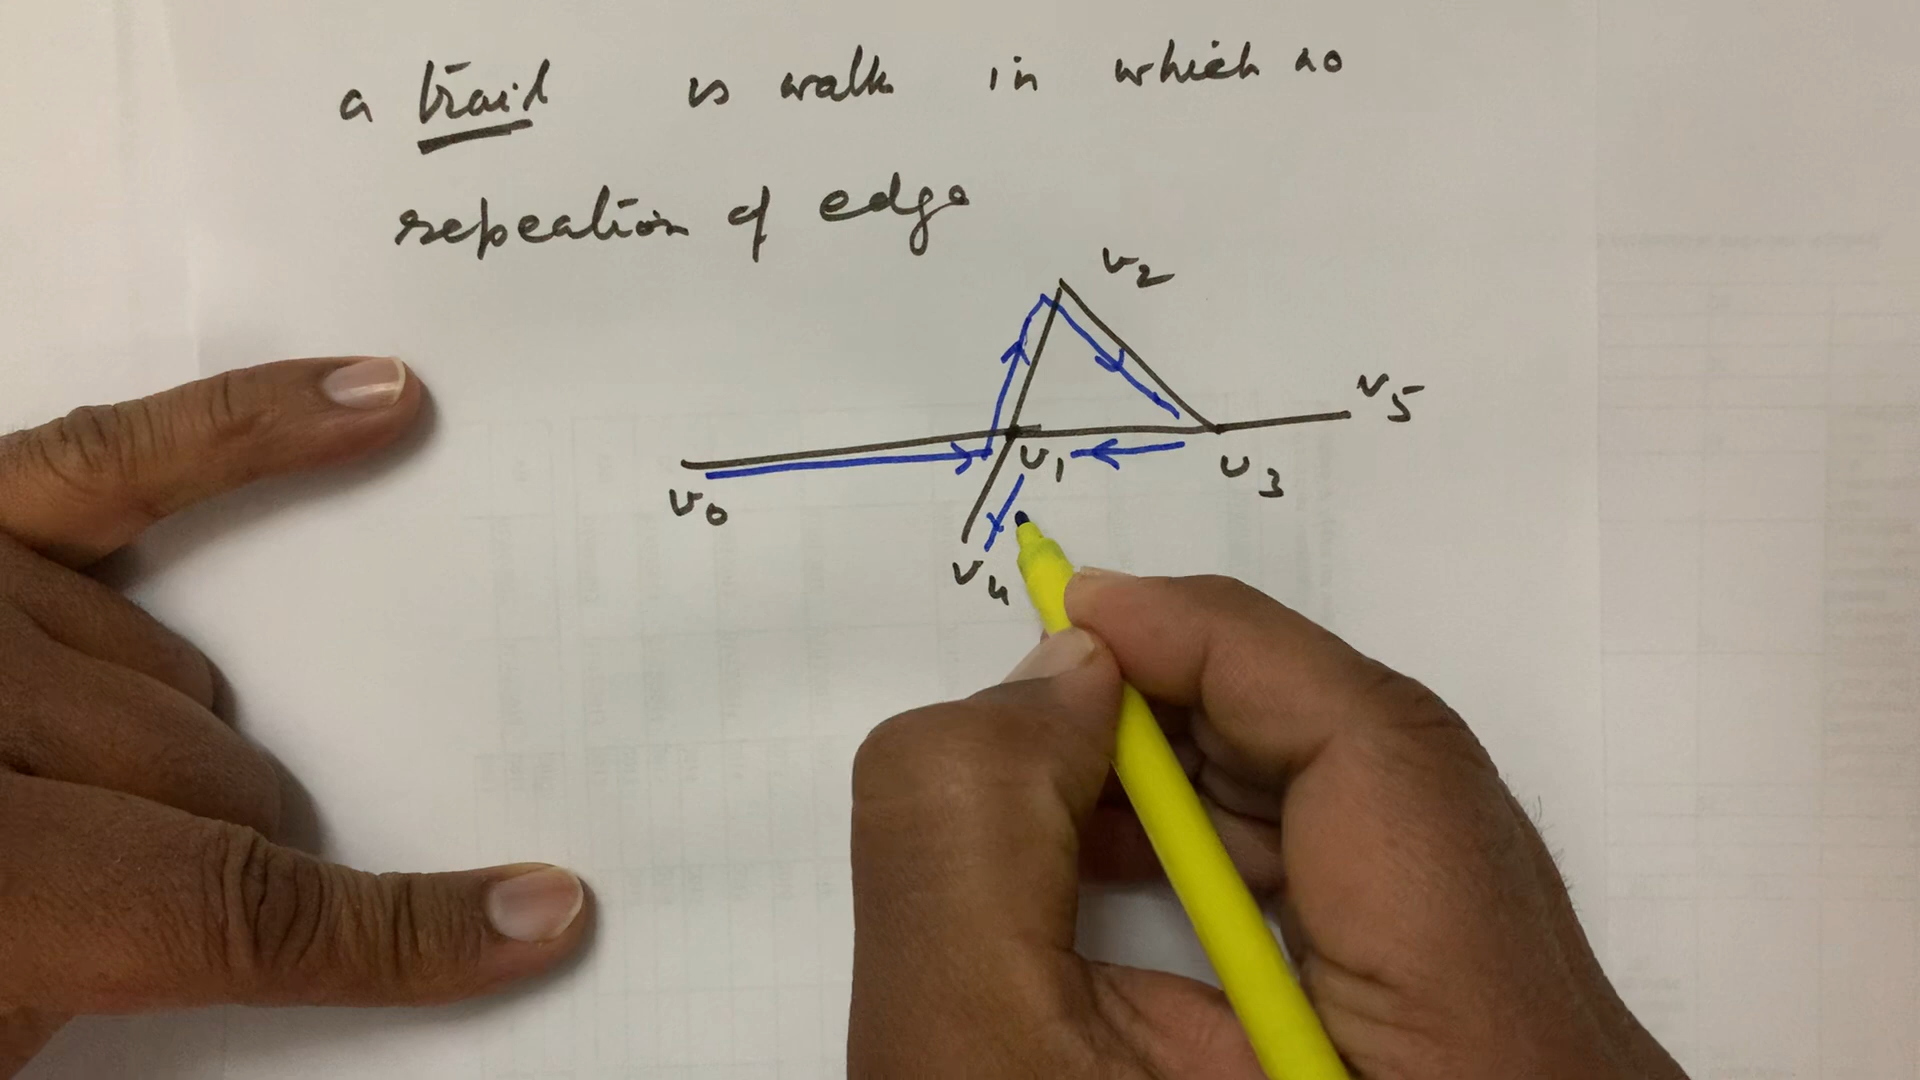 a trail is walk in which no
repeation of edge
v2
v5
v1
v3
v0
v4